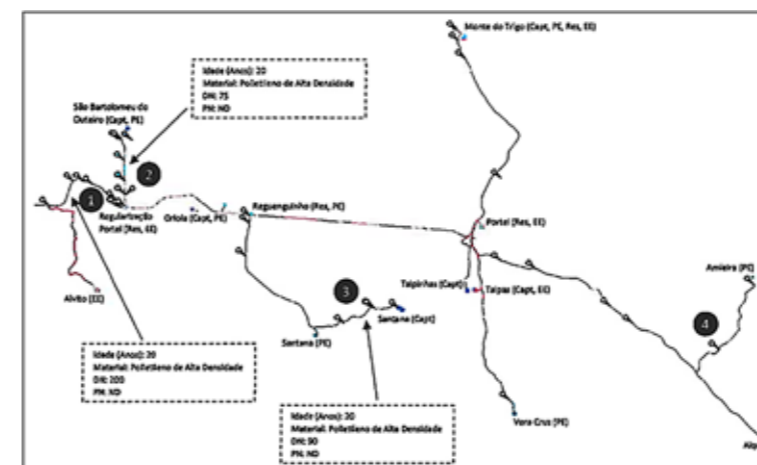 Monte do Trigo (Capt, PE, Res, EE)
Idade (Anos): 20
Material: Polietileno de Alta Densidade
DN: 75
PN: ND
São Bartolomeu do
Outeiro (Capt, PE)
2
1
Regularização
Portel (Res, EE)
Oriola (Capt, PE)
Reguenguinho (Res, PE)
Portel (Res, EE)
Alvito (EE)
3
Santana (Capt)
Santana (PE)
Taipinhas (Capt)
Taipas (Capt, EE)
Amieira (PE)
4
Idade (Anos): 20
Material: Polietileno de Alta Densidade
DN: 200
PN: ND
Idade (Anos): 20
Material: Polietileno de Alta Densidade
DN: 90
PN: ND
Vera Cruz (PE)
Alq